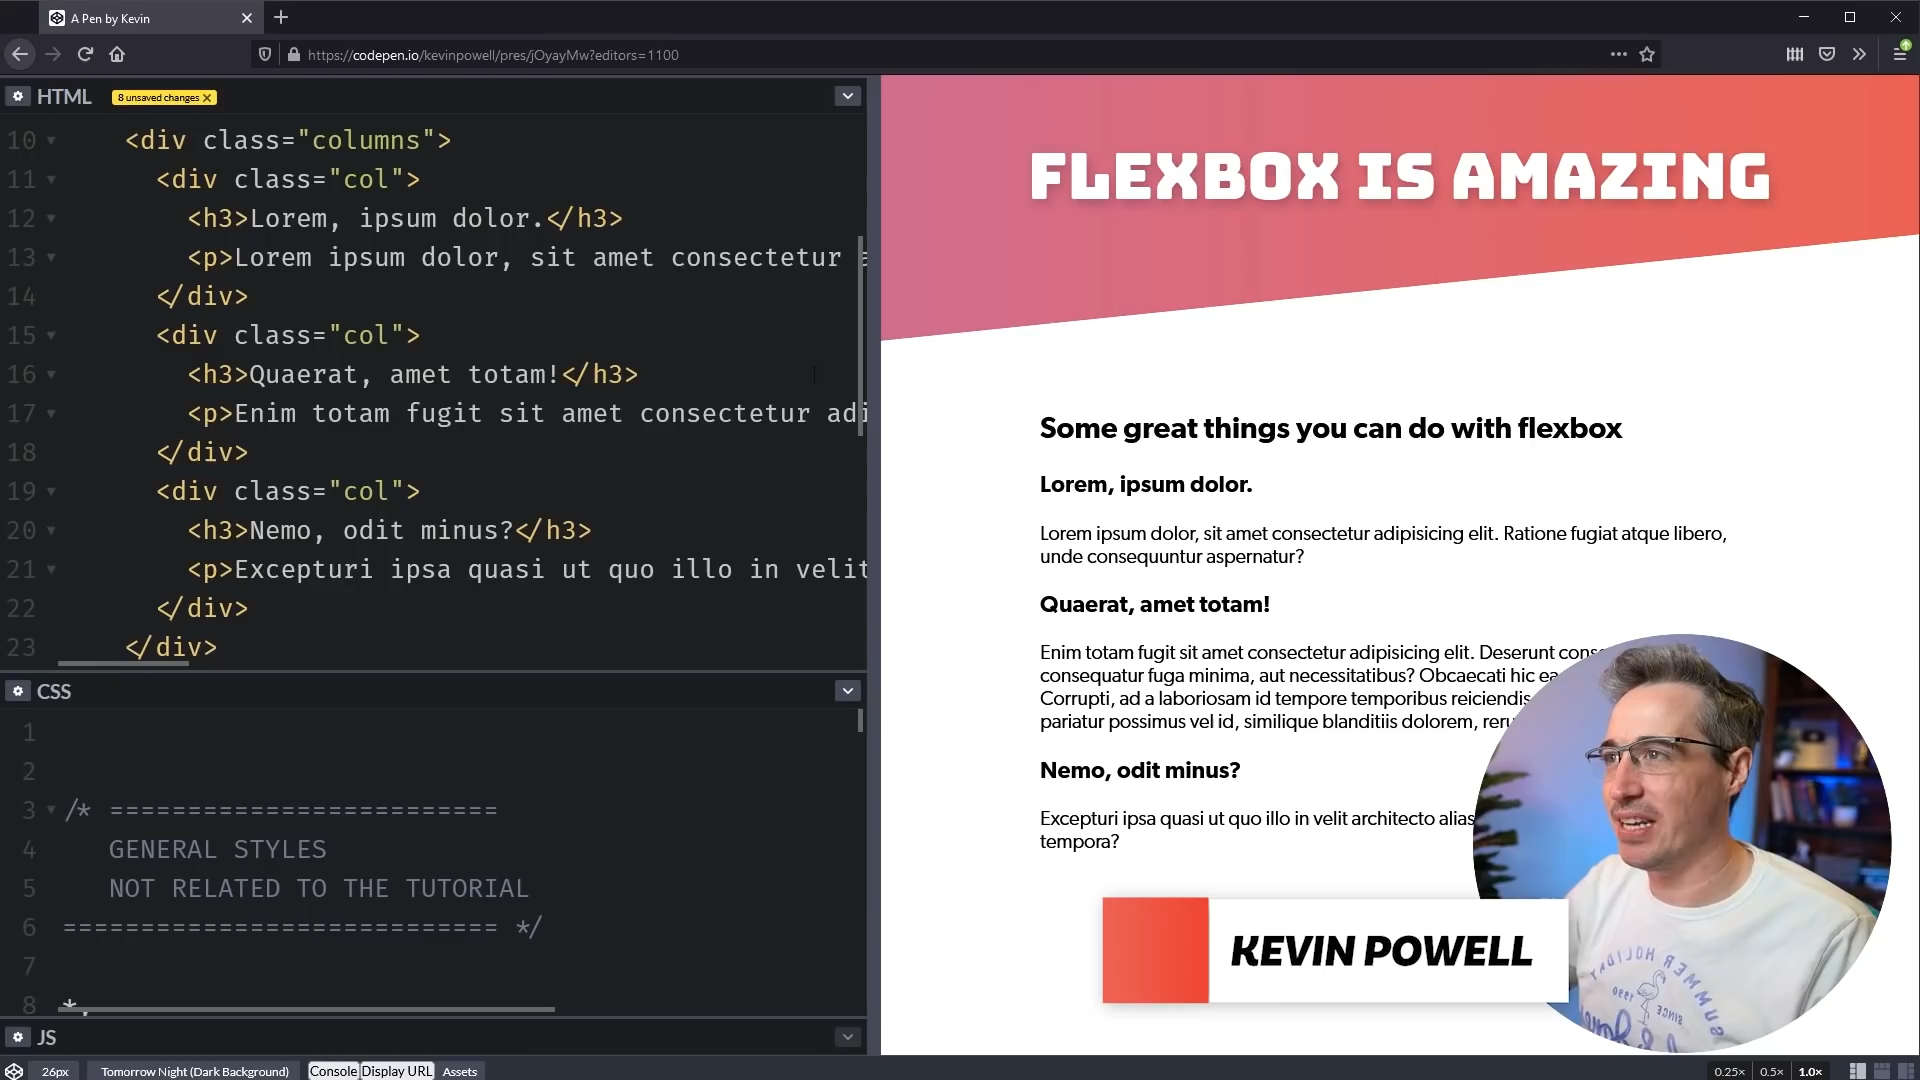 A Pen by Kevin
https://codepen.io/kevinpowell/pres/jOyayMw?editors=1100
HTML
8 unsaved changes
10 <div class="columns">
11 <div class="col">
12 <h3>Lorem, ipsum dolor.</h3>
13 <p>Lorem ipsum dolor, sit amet consectetur
14 </div>
15 <div class="col">
16 <h3>Quaerat, amet totam!</h3>
17 <p>Enim totam fugit sit amet consectetur adi
18 </div>
19 <div class="col">
20 <h3>Nemo, odit minus?</h3>
21 <p>Excepturi ipsa quasi ut quo illo in velit
22 </div>
23 </div>
CSS
1
2
3 /* =========================
4 GENERAL STYLES
5 NOT RELATED TO THE TUTORIAL
6 ============================ */
7
8 *,
JS
26px
Tomorrow Night (Dark Background)
Console
Display URL
Assets
0.25×
0.5×
1.0×
FLEXBOX IS AMAZING
Some great things you can do with flexbox
Lorem, ipsum dolor.
Lorem ipsum dolor, sit amet consectetur adipisicing elit. Ratione fugiat atque libero,
unde consequuntur aspernatur?
Quaerat, amet totam!
Enim totam fugit sit amet consectetur adipisicing elit. Deserunt
consequatur fuga minima, aut necessitatibus? Obcaecati hic
Corrupti, ad a laboriosam id tempore temporibus reiciendis
pariatur possimus vel id, similique blanditiis dolorem,
Nemo, odit minus?
Excepturi ipsa quasi ut quo illo in velit architecto alias
tempora?
KEVIN POWELL
SUMMER HOLIDAY
SINCE
1990